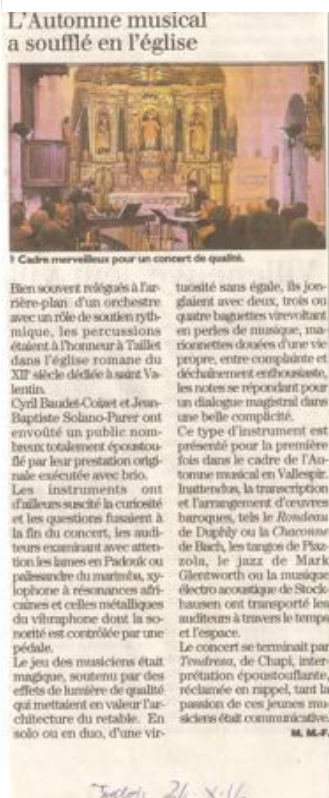 L'Automne musical
a soufflé en l'église
Cadre merveilleux pour un concert de qualité.
Bien souvent relégués à l'ar-
rière-plan d'un orchestre
avec un rôle de soutien ryth-
mique, les percussions
étaient à l'honneur à Taillet
dans l'église romane du
XIIe siècle dédiée à saint Va-
lentin.
Cyril Baudet-Coizet et Jean-
Baptiste Solano-Parer ont
envoûté un public nom-
breux totalement époustou-
flé par leur prestation origi-
nale exécutée avec brio.
Les instruments ont
d'ailleurs suscité la curiosité
et les questions fusaient à
la fin du concert, les audi-
teurs examinant avec atten-
tion les lames en Padouk ou
palissandre du marimba, xy-
lophone à résonances afri-
caines et celles métalliques
du vibraphone dont la so-
norité est contrôlée par une
pédale.
Le jeu des musiciens était
magique, soutenu par des
effets de lumière de qualité
qui mettaient en valeur l'ar-
chitecture du retable. En
solo ou en duo, d'une vir-
tuosité sans égale, ils jon-
glaient avec deux, trois ou
quatre baguettes virevoltant
en perles de musique, ma-
rionnettes douées d'une vie
propre, entre complainte et
déchaînement enthousiaste,
les notes se répondant pour
un dialogue magistral dans
une belle complicité.
Ce type d'instrument est
présenté pour la première
fois dans le cadre de l'Au-
tomne musical en Vallespir.
Inattendus, la transcription
et l'arrangement d'œuvres
baroques, tels le Rondeau
de Duphly ou la Chaconne
de Bach, les tangos de Piaz-
zola, le jazz de Mark
Glentworth ou la musique
électro acoustique de Stock-
hausen ont transporté les
auditeurs à travers le temps
et l'espace.
Le concert se terminait par
Tendresa, de Chapi, inter-
prétation époustouflante,
réclamée en rappel, tant la
passion de ces jeunes mu-
siciens était communicative.
M. M.-F.